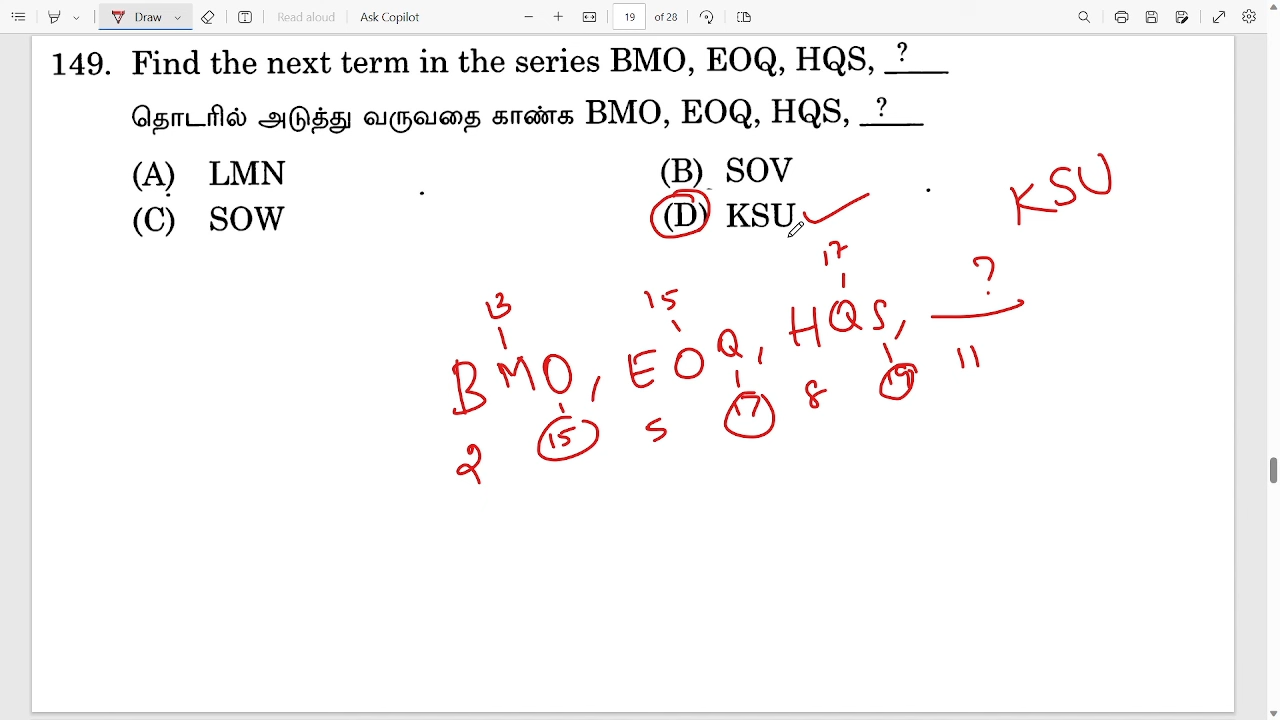 Draw Read aloud Ask Copilot 19 of 28
149. Find the next term in the series BMO, EOQ, HQS, ?
தொடரில் அடுத்து வருவதை காண்க BMO, EOQ, HQS, ?
(A) LMN (B) SOV
(C) SOW (D) KSU
KSU
13 15 17 ?
BMO, EOQ, HQS,
2 15 5 17 8 19 11